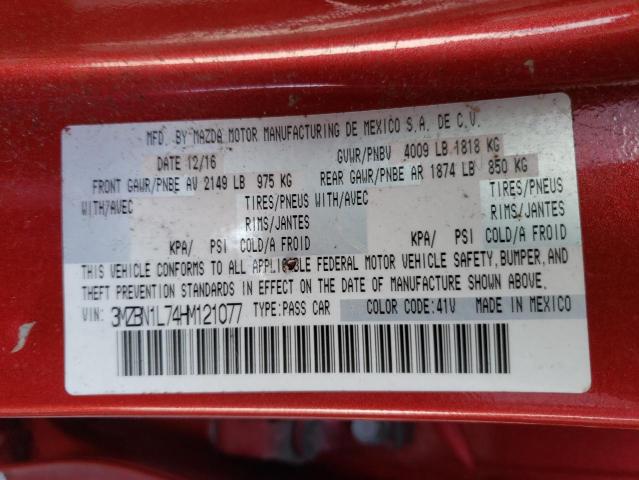 MFD. BY MAZDA MOTOR MANUFACTURING DE MEXICO S.A. DE C.V.
DATE 12/16 GVWR/PNBV 4009 LB 1818 KG
FRONT GAWR/PNBE AV 2149 LB 975 KG REAR GAWR/PNBE AR 1874 LB 850 KG
WITH/AVEC TIRES/PNEUS WITH/AVEC TIRES/PNEUS
RIMS/JANTES RIMS/JANTES
KPA/ PSI COLD/A FROID KPA/ PSI COLD/A FROID
THIS VEHICLE CONFORMS TO ALL APPLICABLE FEDERAL MOTOR VEHICLE SAFETY, BUMPER, AND
THEFT PREVENTION STANDARDS IN EFFECT ON THE DATE OF MANUFACTURE SHOWN ABOVE.
VIN: 3MZBN1L74HM121077 TYPE:PASS CAR COLOR CODE:41V MADE IN MEXICO